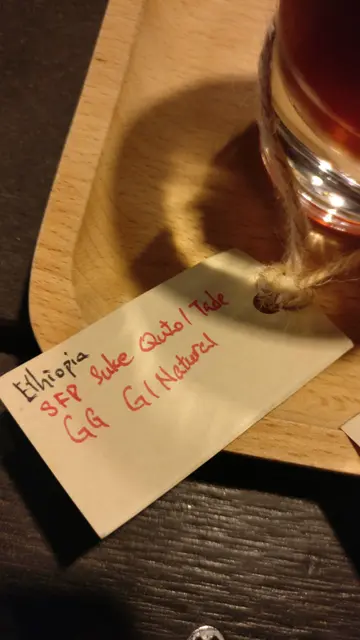 Ethiopia
SFP Suke Quto / Tade
GG G1 Natural